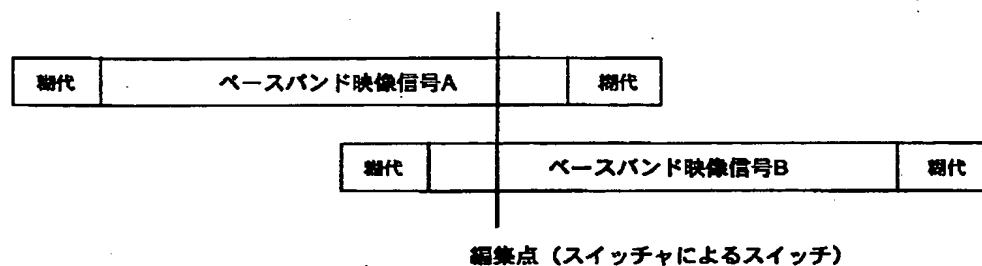 糊代 ベースバンド映像信号A 糊代
糊代 ベースバンド映像信号B 糊代
編集点（スイッチャによるスイッチ）